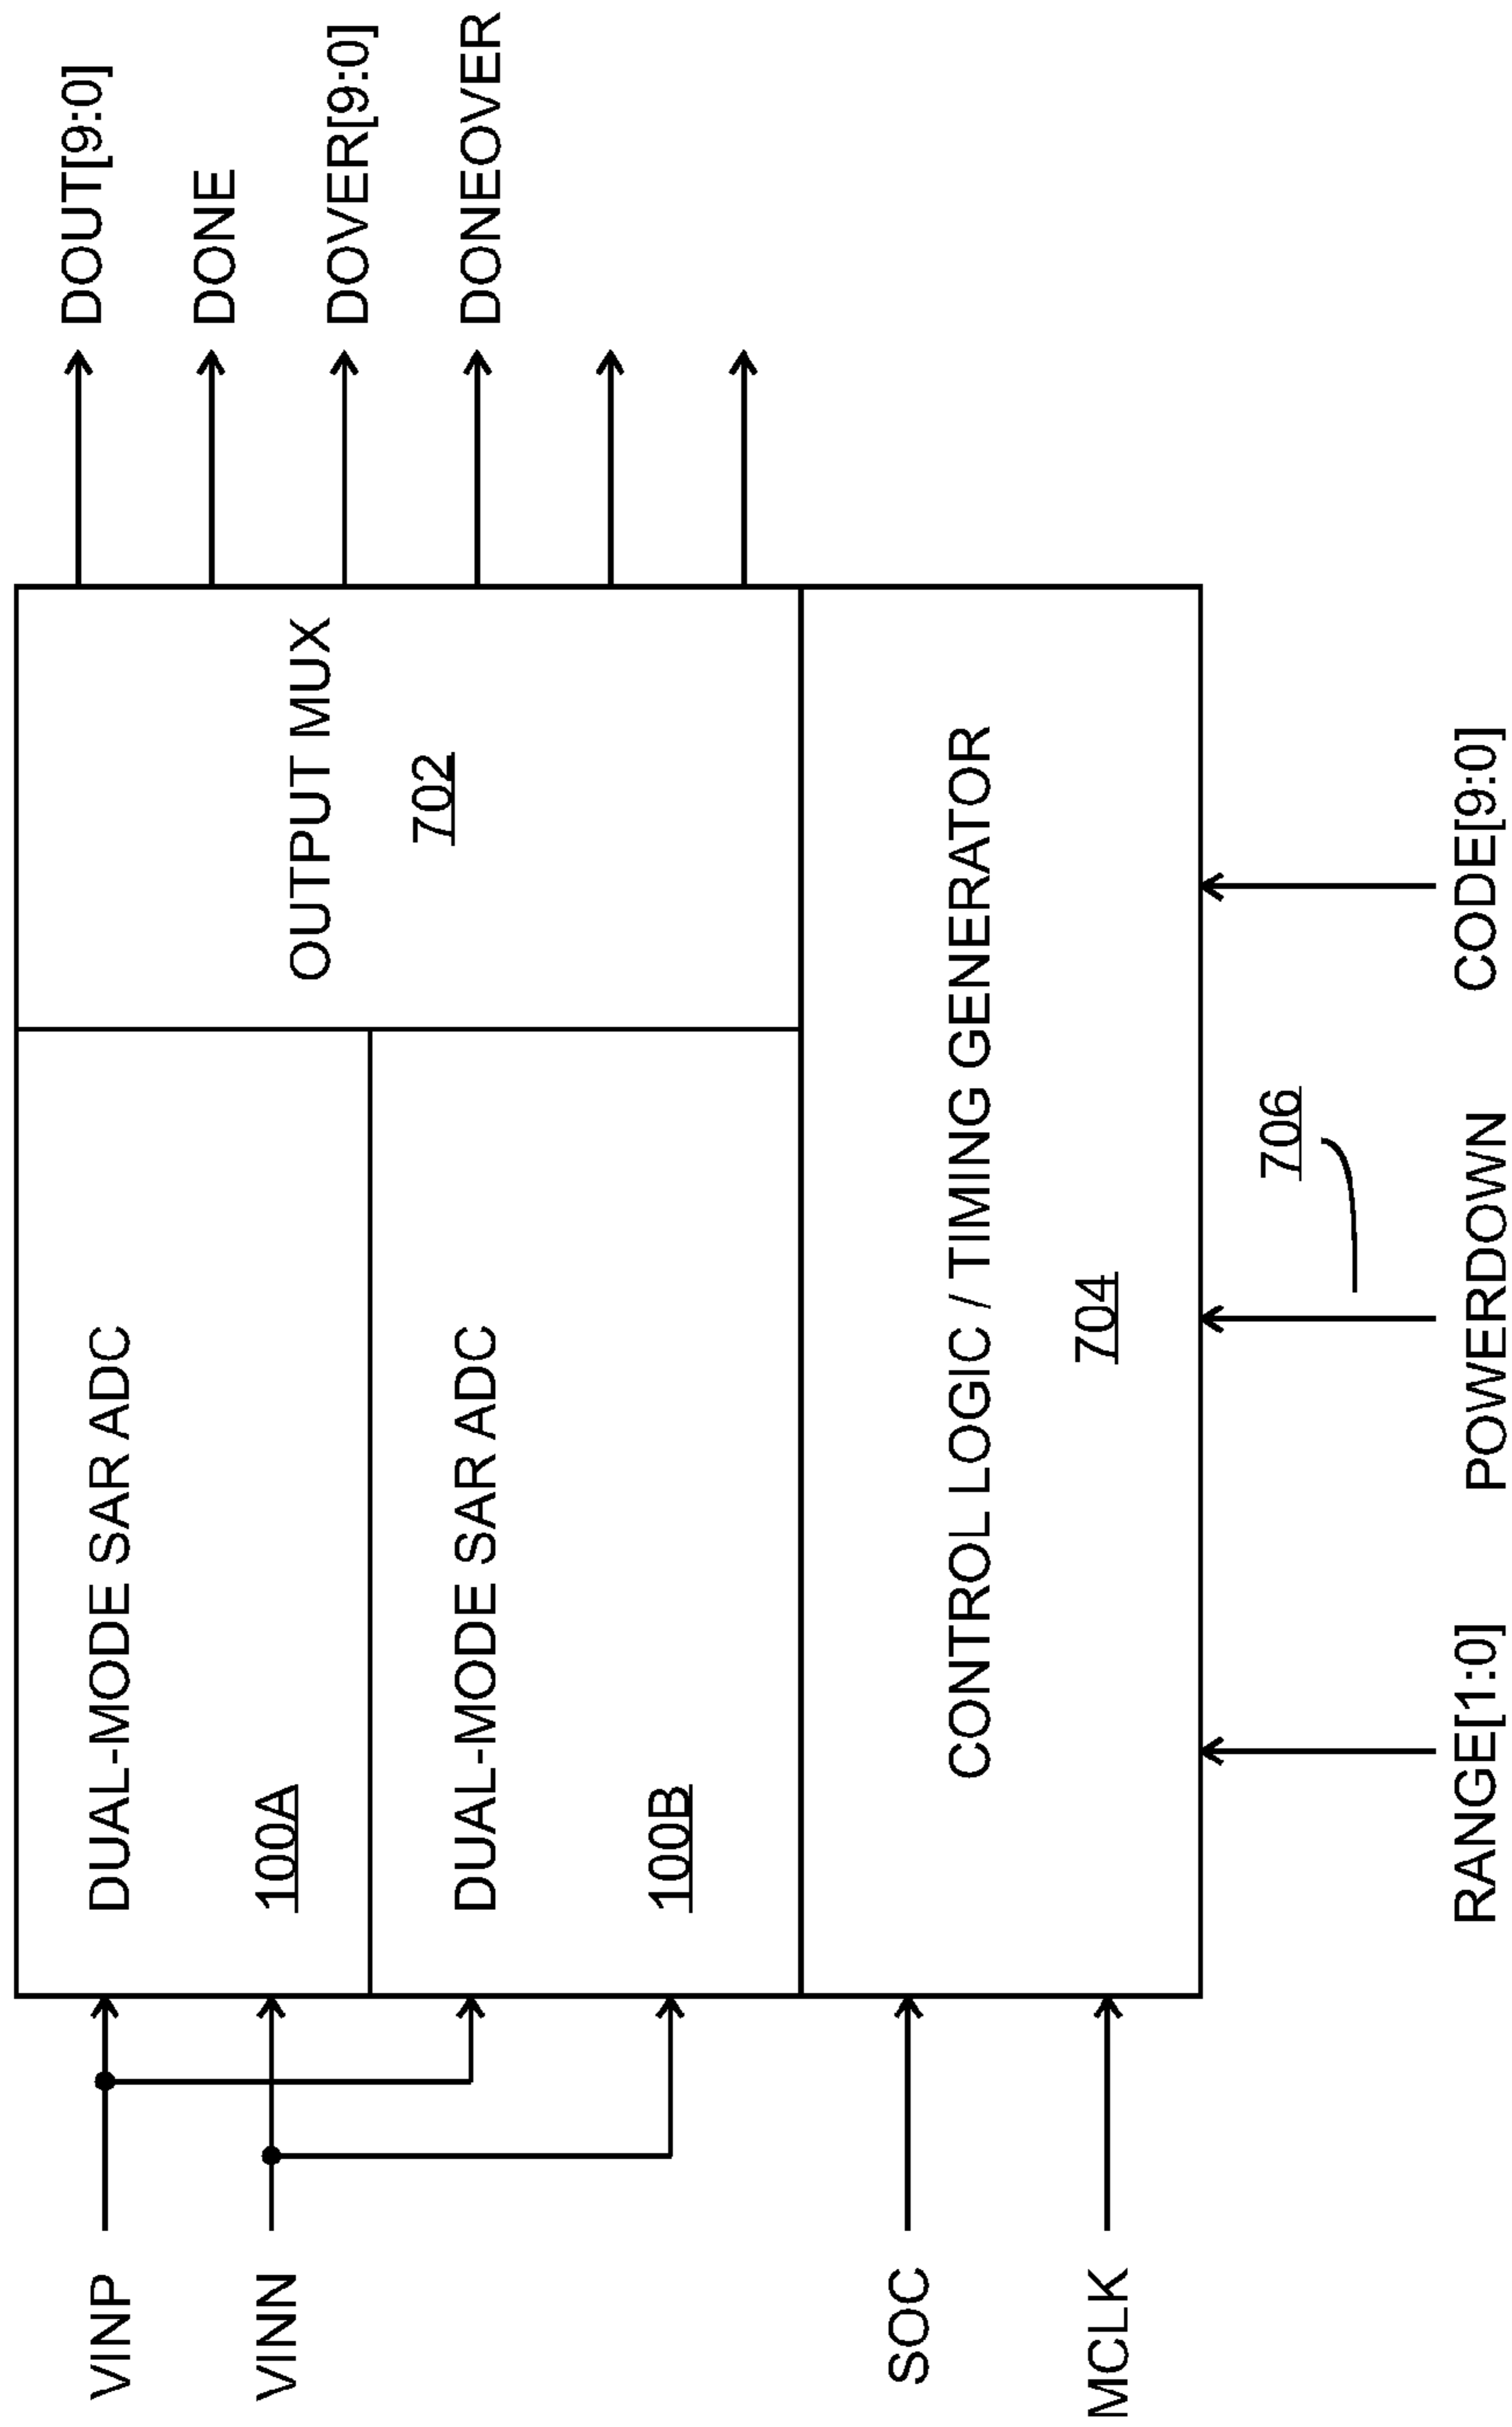 VINP
VINN
SOC
MCLK
DUAL-MODE SAR ADC
100A
DUAL-MODE SAR ADC
100B
OUTPUT MUX
702
CONTROL LOGIC / TIMING GENERATOR
704
DOUT[9:0]
DONE
DOVER[9:0]
DONEOVER
706
RANGE[1:0]
POWERDOWN
CODE[9:0]